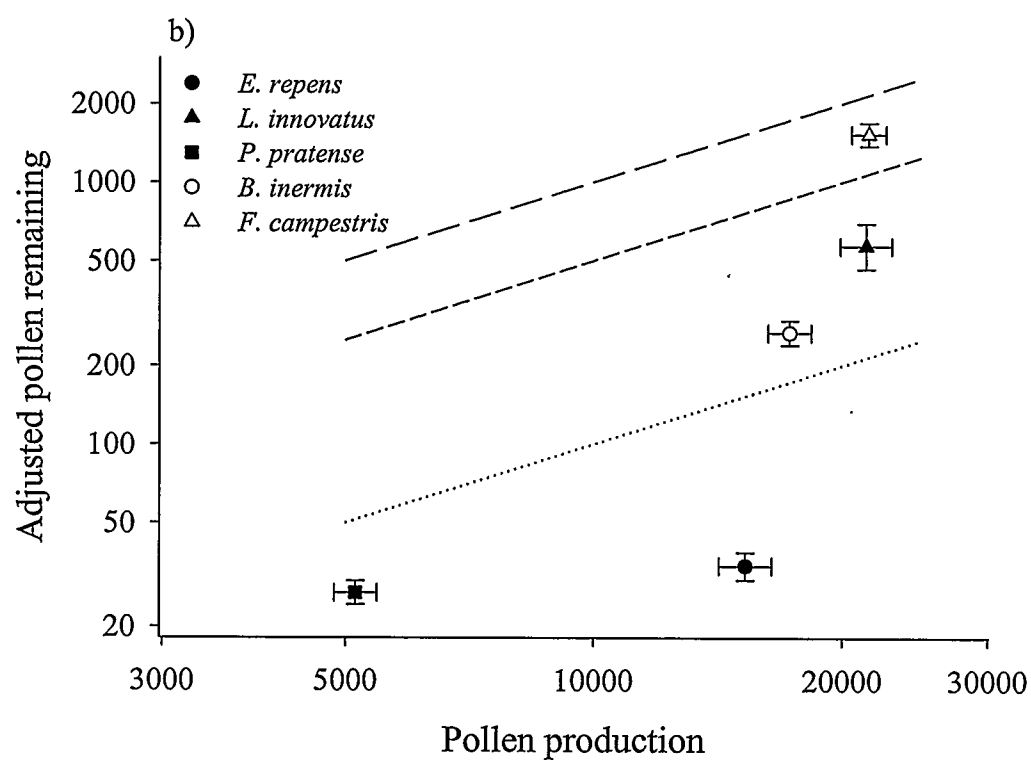 b)
E. repens
L. innovatus
P. pratense
B. inermis
F. campestris
Adjusted pollen remaining
2000
1000
500
200
100
50
20
3000 5000 10000 20000 30000
Pollen production